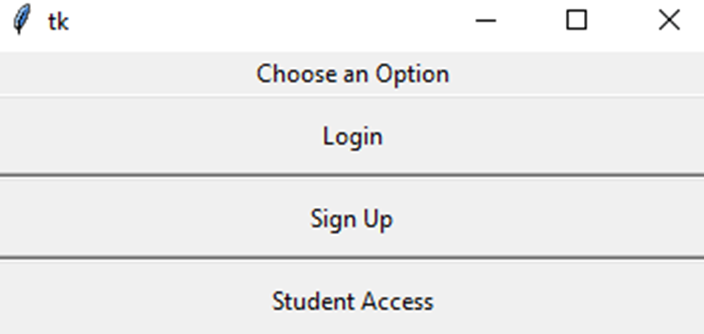 tk
Choose an Option
Login
Sign Up
Student Access